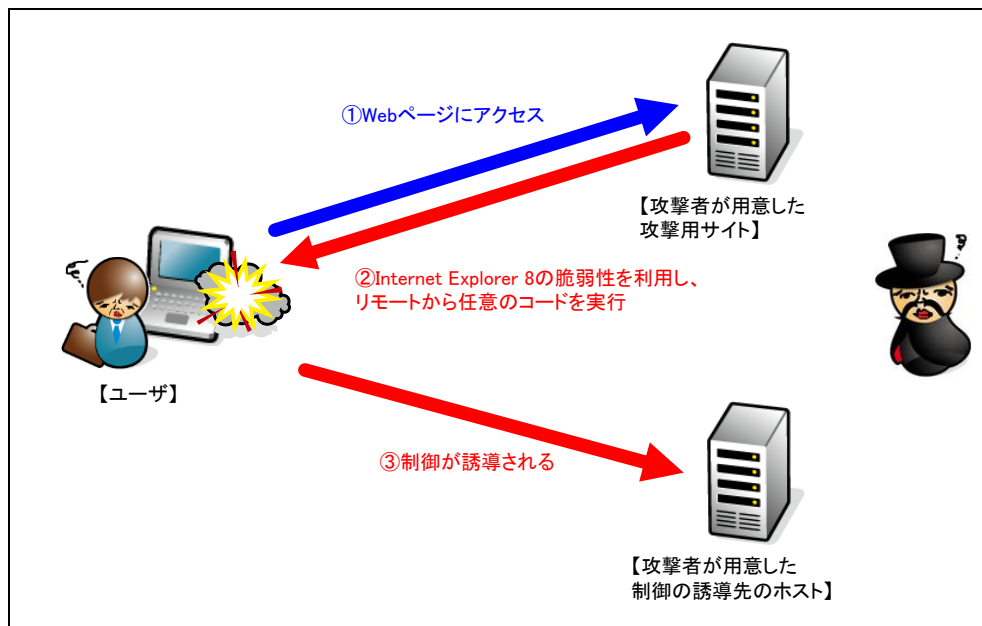 ①Webページにアクセス
【攻撃者が用意した
攻撃用サイト】
②Internet Explorer 8の脆弱性を利用し、
リモートから任意のコードを実行
【ユーザ】
③制御が誘導される
【攻撃者が用意した
制御の誘導先のホスト】